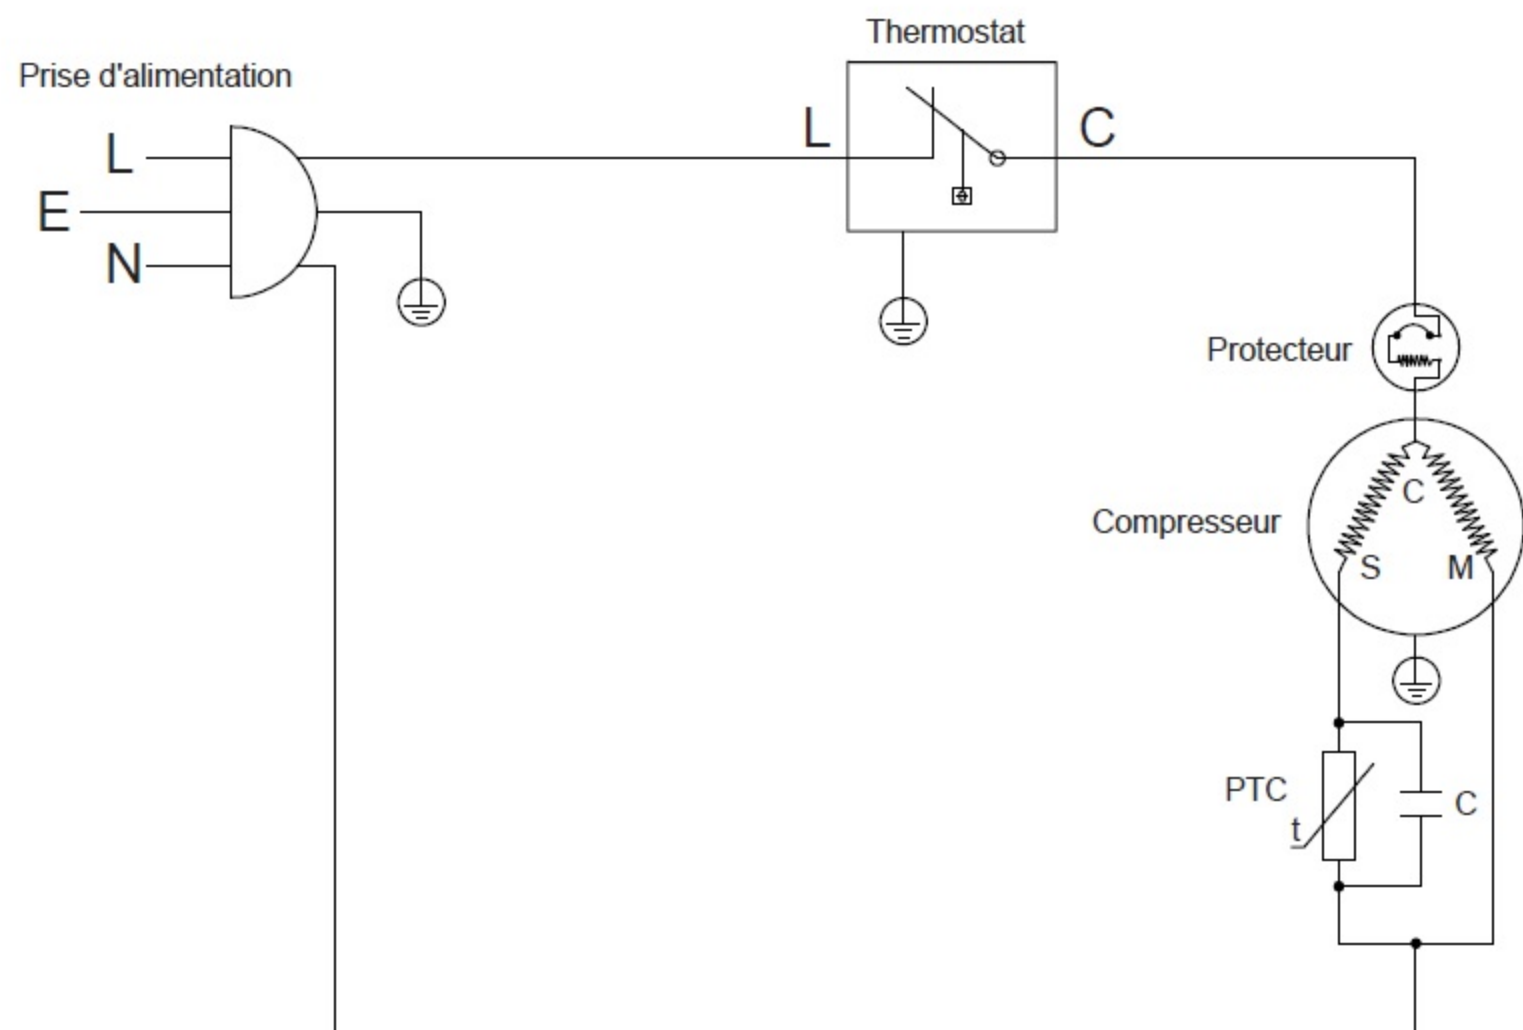 Thermostat
Prise d'alimentation
L
E
N
L
C
Protecteur
Compresseur
C
S
M
PTC
t
C